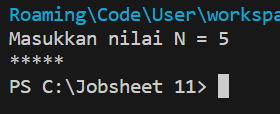 Roaming\Code\User\workspa
Masukkan nilai N = 5
*****
PS C:\Jobsheet 11>